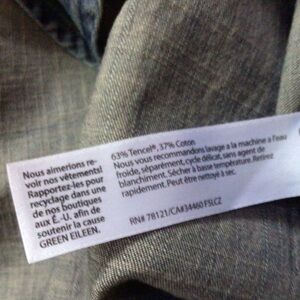 Nous aimerions re-
voir nos vêtements!
Rapportez-les pour
recyclage dans une
de nos boutiques
aux É.-U. afin de
soutenir la cause
GREEN EILEEN.
63% Tencel®, 37% Coton
Nous vous recommandons lavage a la machine a l'eau
froide, séparément, cycle délicat, sans agent de
blanchiment. Sécher à basse température. Retirez
rapidement. Peut être nettoyé à sec.
RN# 78121/CA#34460 FSLCZ